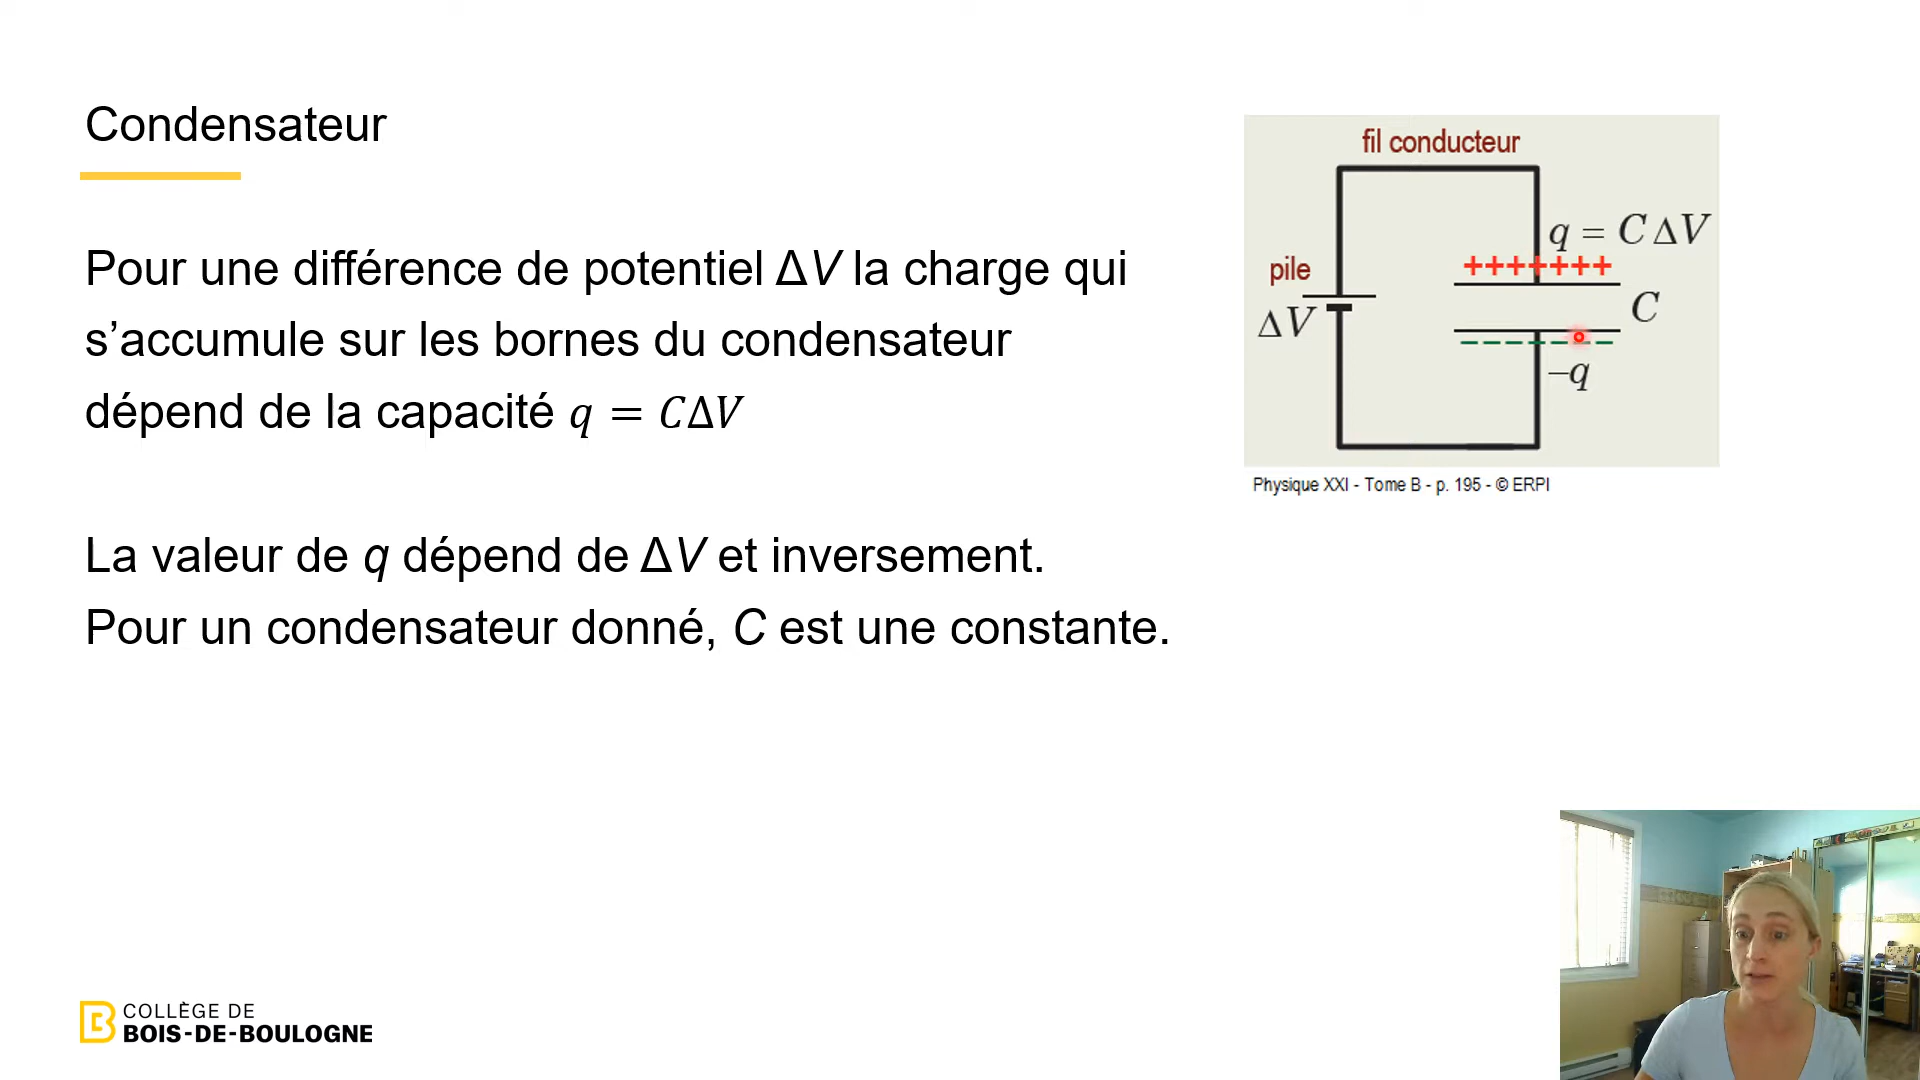 Condensateur
Pour une différence de potentiel ΔV la charge qui
s’accumule sur les bornes du condensateur
dépend de la capacité q = CΔV
La valeur de q dépend de ΔV et inversement.
Pour un condensateur donné, C est une constante.
fil conducteur
q = C ΔV
+++++++
pile
ΔV
C
–q
Physique XXI - Tome B - p. 195 - © ERPI
COLLÈGE DE
BOIS-DE-BOULOGNE